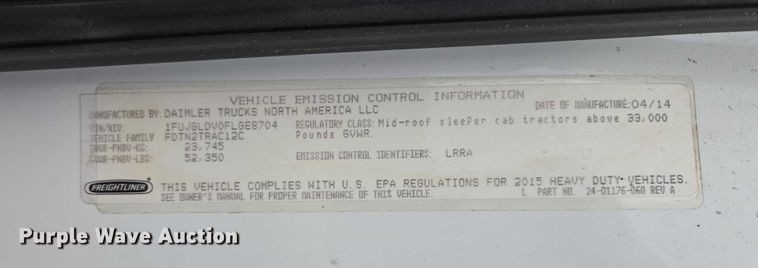 VEHICLE EMISSION CONTROL INFORMATION
MANUFACTURED BY: DAIMLER TRUCKS NORTH AMERICA LLC DATE OF MANUFACTURE: 04/14
VIN/NIV: 1FUJGLDV0FLGE8704 REGULATORY CLASS: Mid-roof sleeper cab tractors above 33,000
VEHICLE FAMILY FDTN2TRAC12C Pounds GVWR.
GVWR-PNBV-KG: 23,745
GVWR-PNBV-LBS: 52,350 EMISSION CONTROL IDENTIFIERS: LRRA
FREIGHTLINER THIS VEHICLE COMPLIES WITH U.S. EPA REGULATIONS FOR 2015 HEAVY DUTY VEHICLES.
SEE OWNER'S MANUAL FOR PROPER MAINTENANCE OF THIS VEHICLE. L PART NO. 24-01176-060 REV A
Purple Wave Auction